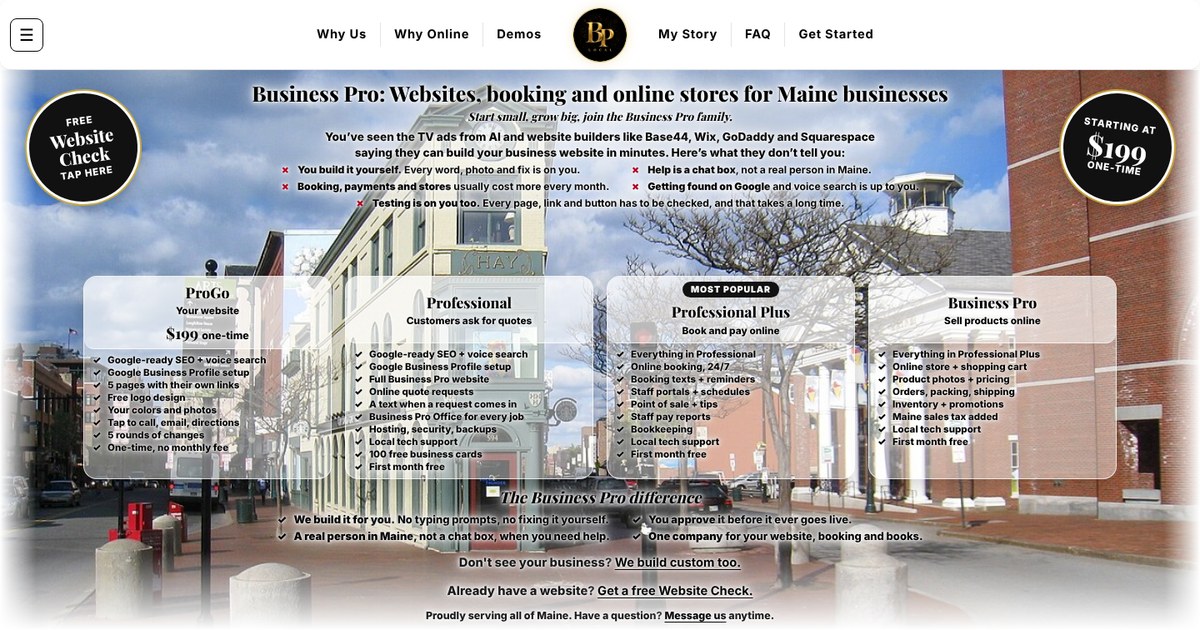 ☰
Why Us
Why Online
Demos
BP
LOCAL
My Story
FAQ
Get Started
Business Pro: Websites, booking and online stores for Maine businesses
Start small, grow big, join the Business Pro family.
FREE
Website
Check
TAP HERE
STARTING AT
$199
ONE-TIME
You’ve seen the TV ads from AI and website builders like Base44, Wix, GoDaddy and Squarespace
saying they can build your business website in minutes. Here’s what they don’t tell you:
× You build it yourself. Every word, photo and fix is on you.
× Help is a chat box, not a real person in Maine.
× Booking, payments and stores usually cost more every month.
× Getting found on Google and voice search is up to you.
× Testing is on you too. Every page, link and button has to be checked, and that takes a long time.
HAY
ProGo
Your website
$199 one-time
✓ Google-ready SEO + voice search
✓ Google Business Profile setup
✓ 5 pages with their own links
✓ Free logo design
✓ Your colors and photos
✓ Tap to call, email, directions
✓ 5 rounds of changes
✓ One-time, no monthly fee
Professional
Customers ask for quotes
✓ Google-ready SEO + voice search
✓ Google Business Profile setup
✓ Full Business Pro website
✓ Online quote requests
✓ A text when a request comes in
✓ Business Pro Office for every job
✓ Hosting, security, backups
✓ Local tech support
✓ 100 free business cards
✓ First month free
MOST POPULAR
Professional Plus
Book and pay online
✓ Everything in Professional
✓ Online booking, 24/7
✓ Booking texts + reminders
✓ Staff portals + schedules
✓ Point of sale + tips
✓ Staff pay reports
✓ Bookkeeping
✓ Local tech support
✓ First month free
Business Pro
Sell products online
✓ Everything in Professional Plus
✓ Online store + shopping cart
✓ Product photos + pricing
✓ Orders, packing, shipping
✓ Inventory + promotions
✓ Maine sales tax added
✓ Local tech support
✓ First month free
The Business Pro difference
✓ We build it for you. No typing prompts, no fixing it yourself.
✓ You approve it before it ever goes live.
✓ A real person in Maine, not a chat box, when you need help.
✓ One company for your website, booking and books.
Don't see your business? We build custom too.
Already have a website? Get a free Website Check.
Proudly serving all of Maine. Have a question? Message us anytime.